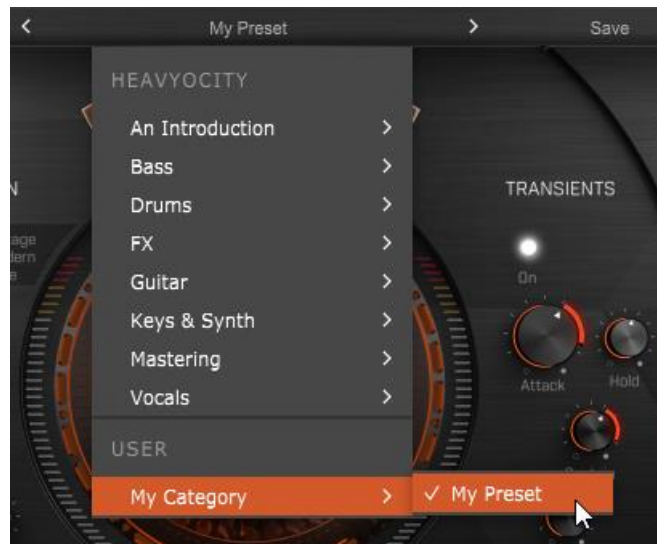 My Preset
Save
HEAVYOCITY
An Introduction
Bass
Drums
FX
Guitar
Keys & Synth
Mastering
Vocals
USER
My Category
My Preset
TRANSIENTS
On
Attack
Hold